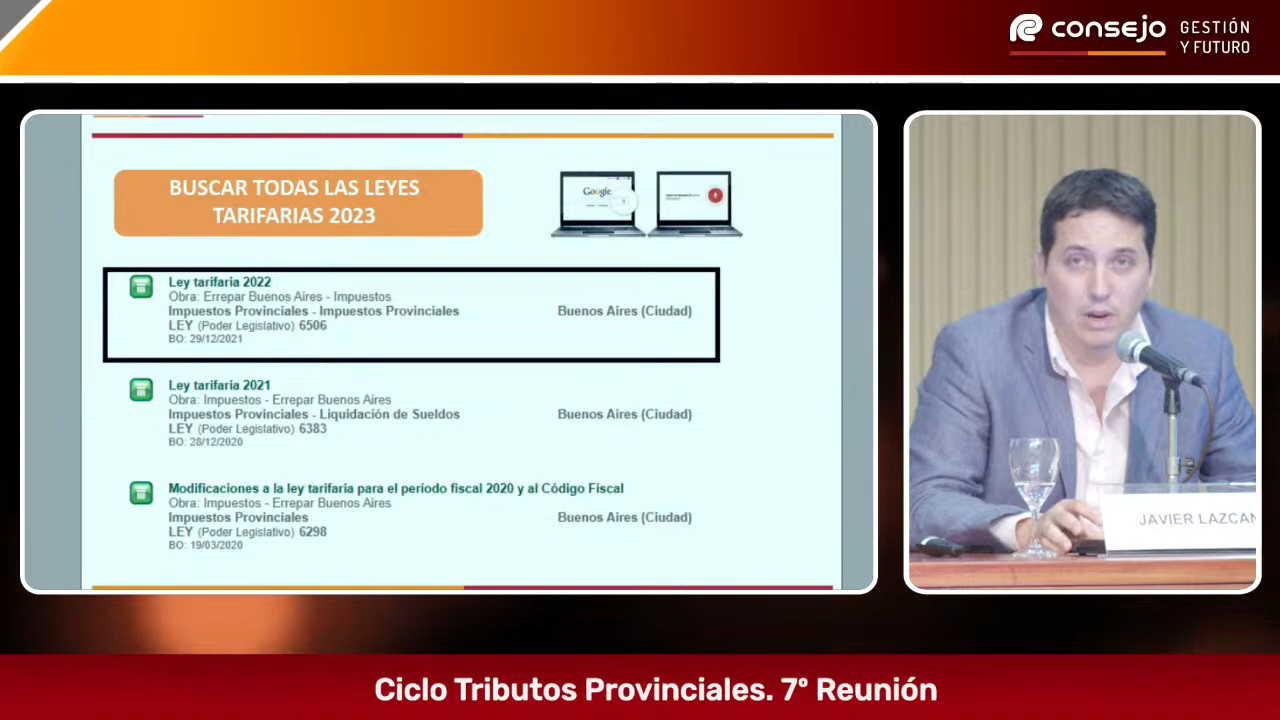 consejo
GESTIÓN
Y FUTURO
BUSCAR TODAS LAS LEYES
TARIFARIAS 2023
Google
Ley tarifaria 2022
Obra: Errepar Buenos Aires - Impuestos
Impuestos Provinciales - Impuestos Provinciales Buenos Aires (Ciudad)
LEY (Poder Legislativo) 6506
BO: 29/12/2021
Ley tarifaria 2021
Obra: Impuestos - Errepar Buenos Aires
Impuestos Provinciales - Liquidación de Sueldos Buenos Aires (Ciudad)
LEY (Poder Legislativo) 6383
BO: 28/12/2020
Modificaciones a la ley tarifaria para el período fiscal 2020 y al Código Fiscal
Obra: Impuestos - Errepar Buenos Aires
Impuestos Provinciales Buenos Aires (Ciudad)
LEY (Poder Legislativo) 6298
BO: 19/03/2020
JAVIER LAZCAN
Ciclo Tributos Provinciales. 7º Reunión